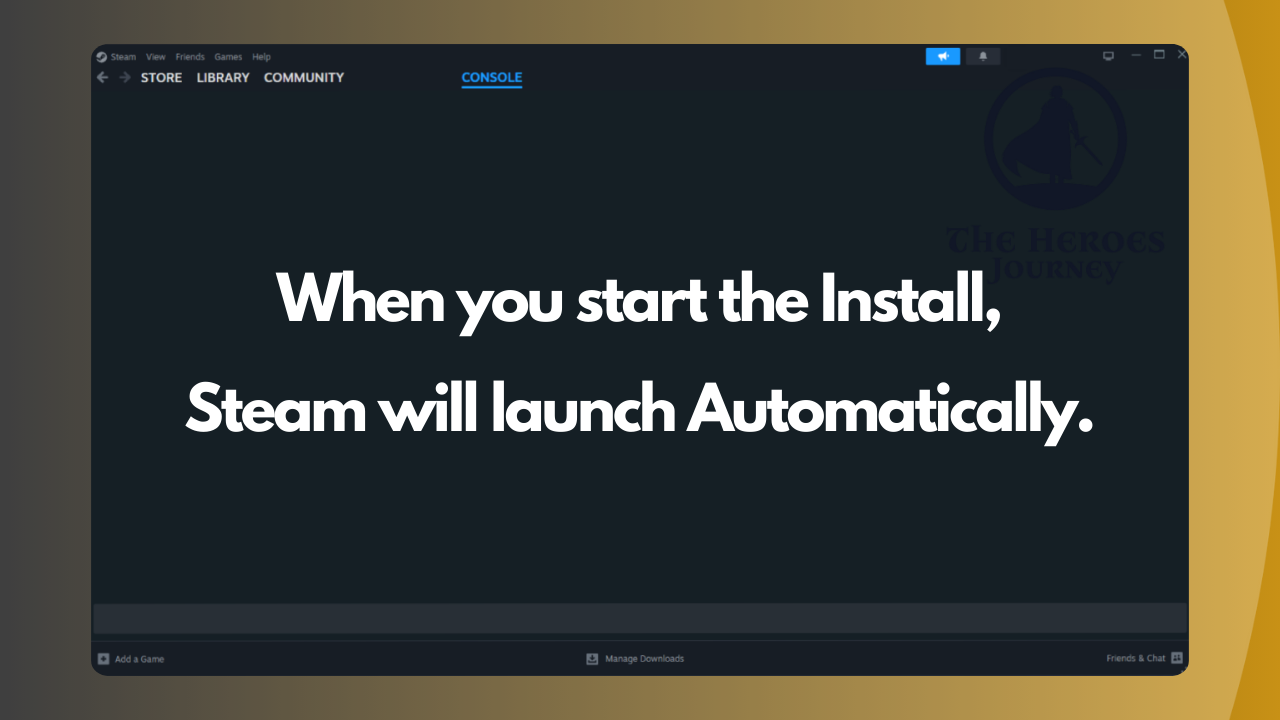 Steam View Friends Games Help
STORE LIBRARY COMMUNITY CONSOLE
The Heroes
Journey
When you start the Install,
Steam will launch Automatically.
Add a Game
Manage Downloads
Friends & Chat